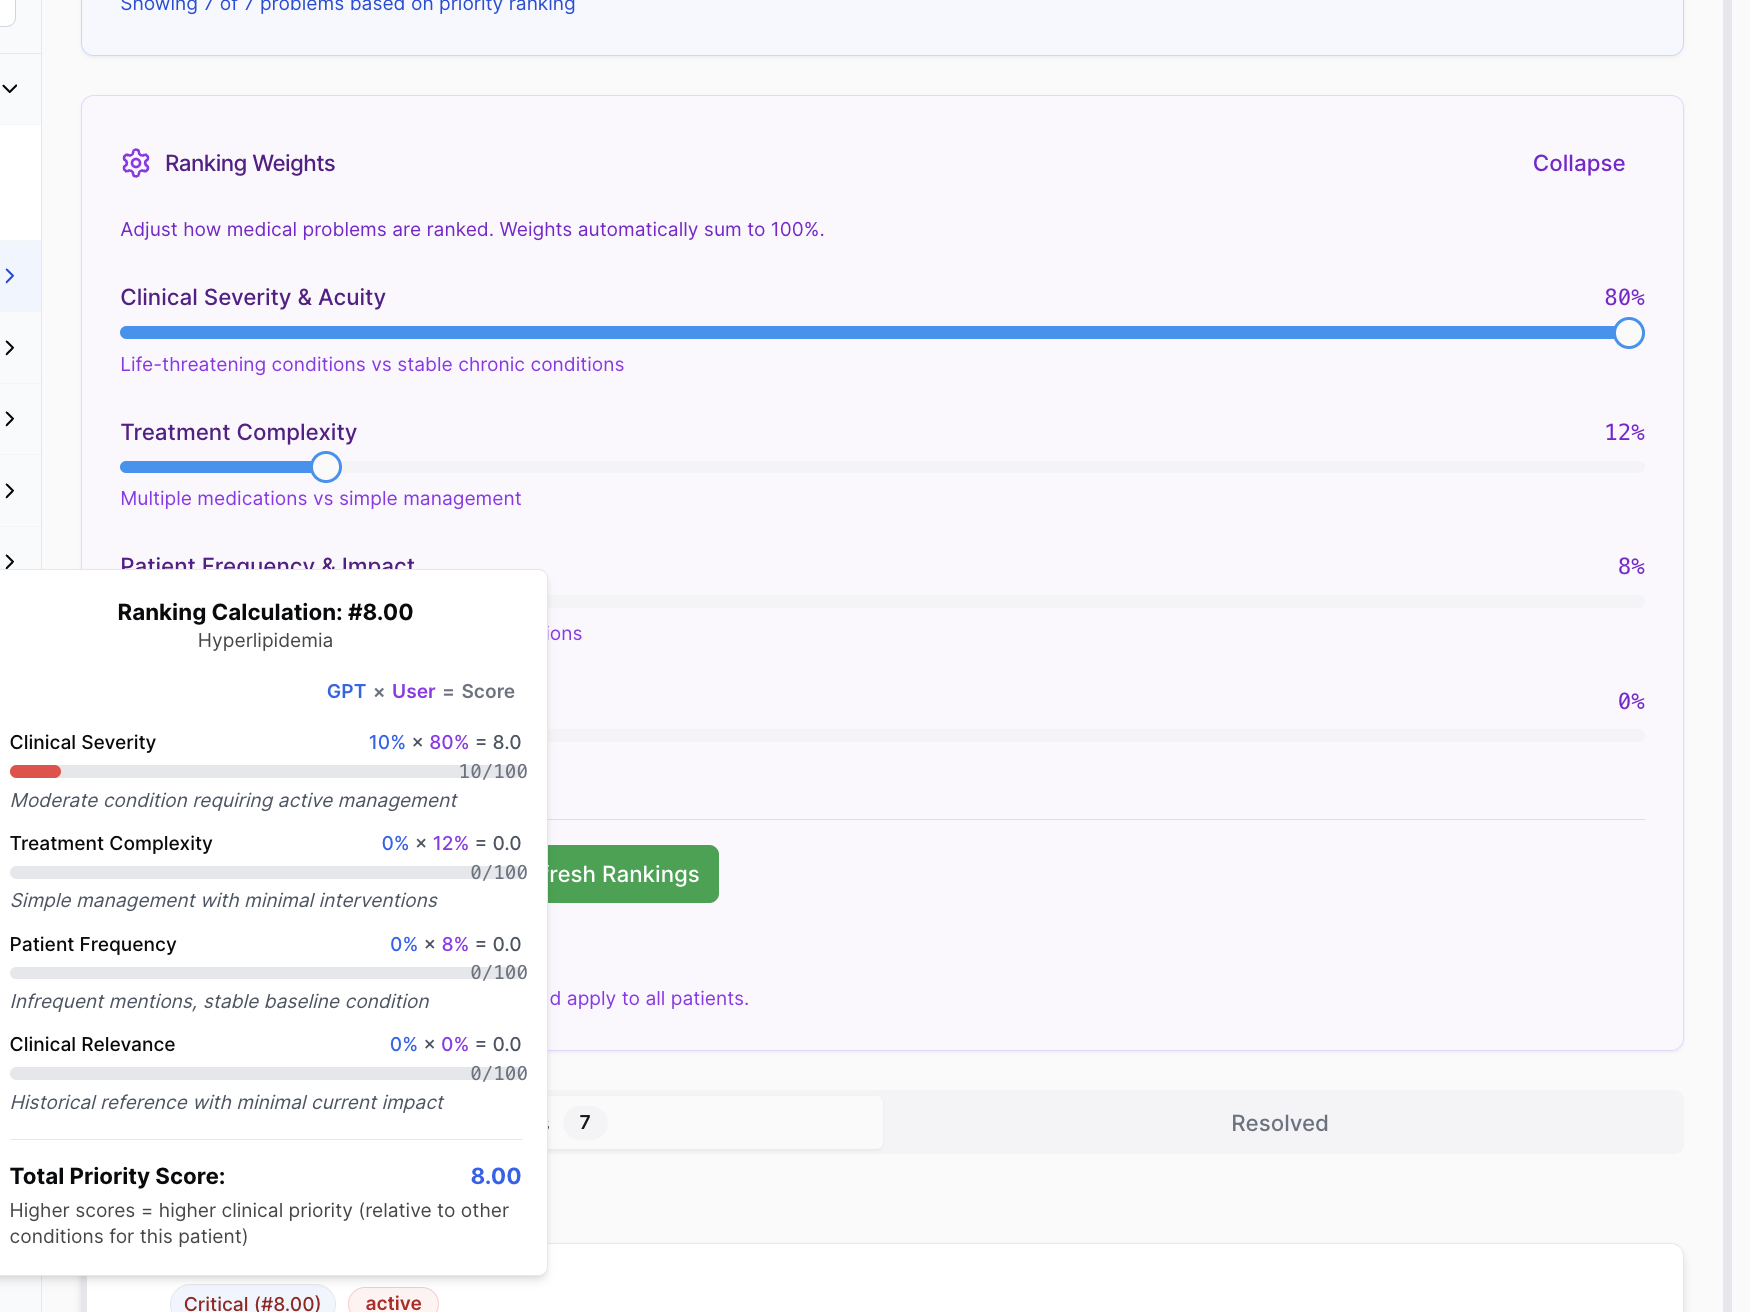 Showing 7 of 7 problems based on priority ranking
Ranking Weights
Collapse
Adjust how medical problems are ranked. Weights automatically sum to 100%.
Clinical Severity & Acuity
80%
Life-threatening conditions vs stable chronic conditions
Treatment Complexity
12%
Multiple medications vs simple management
Patient Frequency & Impact
8%
ions
0%
Ranking Calculation: #8.00
Hyperlipidemia
GPT × User = Score
Clinical Severity
10% × 80% = 8.0
10/100
Moderate condition requiring active management
Treatment Complexity
0% × 12% = 0.0
0/100
Simple management with minimal interventions
Patient Frequency
0% × 8% = 0.0
0/100
Infrequent mentions, stable baseline condition
Clinical Relevance
0% × 0% = 0.0
0/100
Historical reference with minimal current impact
Total Priority Score:
8.00
Higher scores = higher clinical priority (relative to other
conditions for this patient)
fresh Rankings
d apply to all patients.
7
Resolved
Critical (#8.00)
active